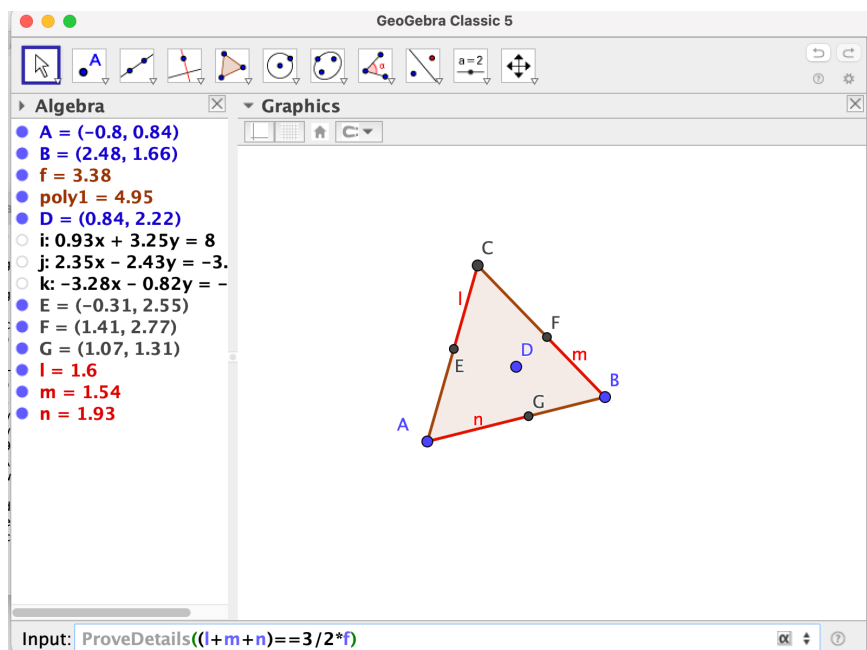 GeoGebra Classic 5
A
α
a=2
Algebra
Graphics
A = (-0.8, 0.84)
B = (2.48, 1.66)
f = 3.38
poly1 = 4.95
D = (0.84, 2.22)
i: 0.93x + 3.25y = 8
j: 2.35x - 2.43y = -3.
k: -3.28x - 0.82y = -
E = (-0.31, 2.55)
F = (1.41, 2.77)
G = (1.07, 1.31)
l = 1.6
m = 1.54
n = 1.93
C
l
F
D
m
E
B
G
n
A
Input: ProveDetails((l+m+n)==3/2*f)
α